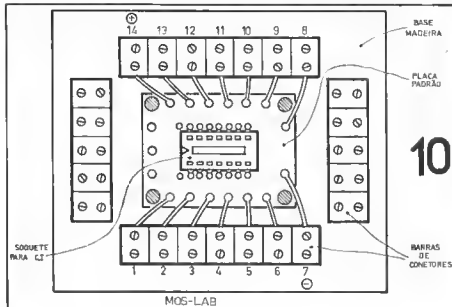 14 13 12 11 10 9 8
BASE
MADEIRA
PLACA
PADRÃO
10
SOQUETE
PARA CI
BARRAS
DE
CONETORES
1 2 3 4 5 6 7
MOS-LAB